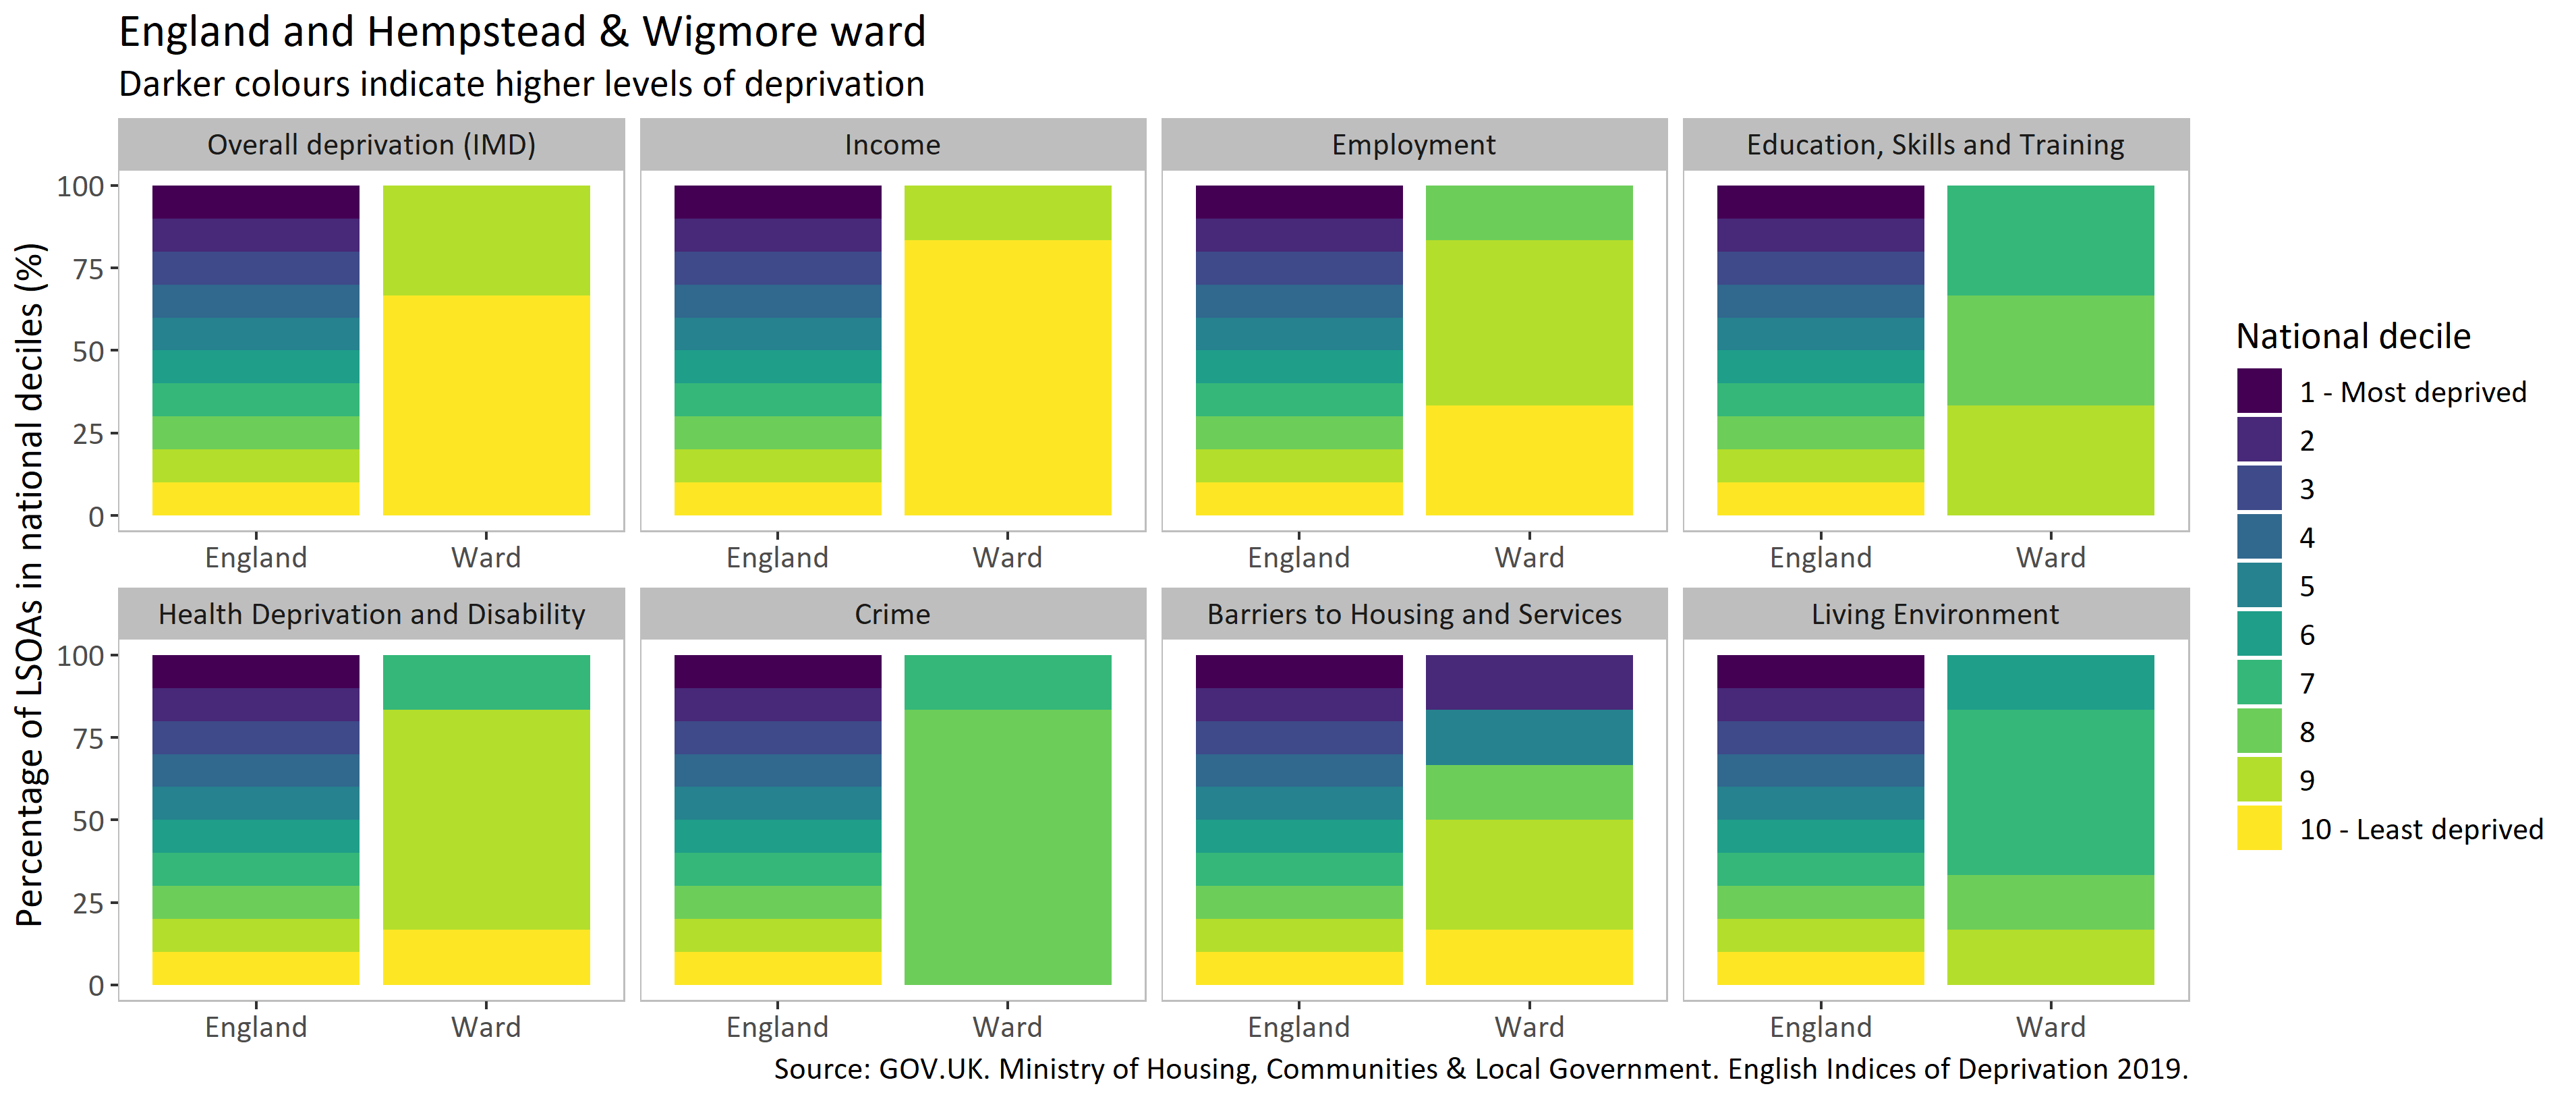 England and Hempstead & Wigmore ward
Darker colours indicate higher levels of deprivation
Percentage of LSOAs in national deciles (%)
Overall deprivation (IMD)
Income
Employment
Education, Skills and Training
100
75
50
25
0
England
Ward
England
Ward
England
Ward
England
Ward
Health Deprivation and Disability
Crime
Barriers to Housing and Services
Living Environment
100
75
50
25
0
England
Ward
England
Ward
England
Ward
England
Ward
National decile
1 - Most deprived
2
3
4
5
6
7
8
9
10 - Least deprived
Source: GOV.UK. Ministry of Housing, Communities & Local Government. English Indices of Deprivation 2019.